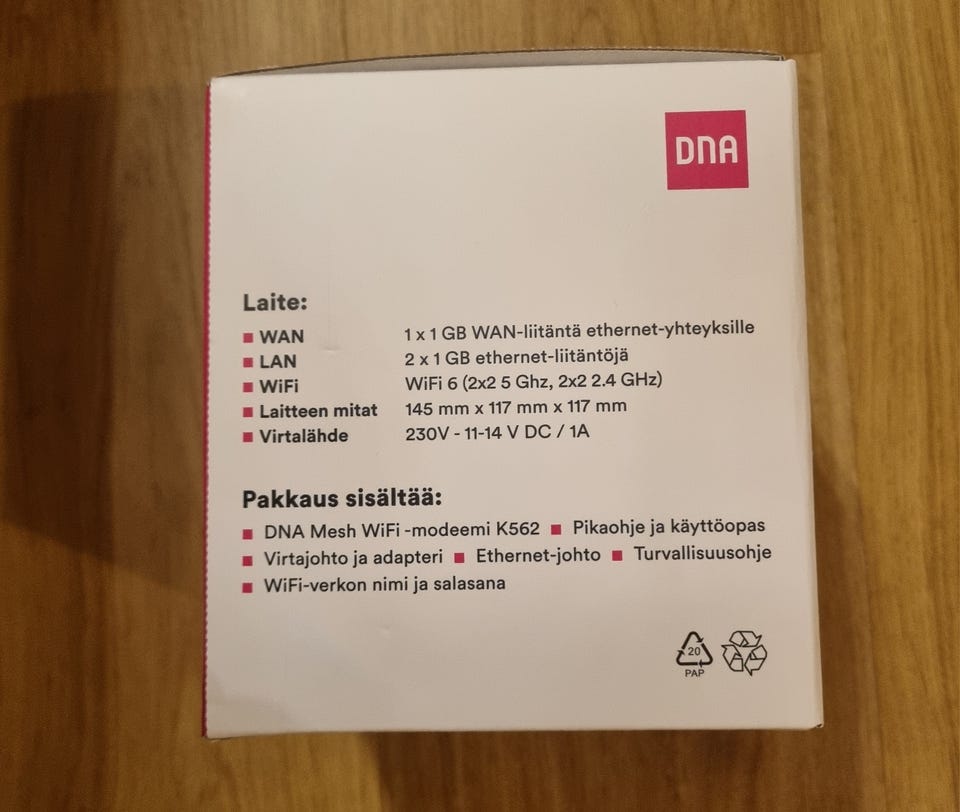 DNA
Laite:
WAN 1 x 1 GB WAN-liitäntä ethernet-yhteyksille
LAN 2 x 1 GB ethernet-liitäntöjä
WiFi WiFi 6 (2x2 5 Ghz, 2x2 2.4 GHz)
Laitteen mitat 145 mm x 117 mm x 117 mm
Virtalähde 230V - 11-14 V DC / 1A
Pakkaus sisältää:
DNA Mesh WiFi -modeemi K562 ■ Pikaohje ja käyttöopas
Virtajohto ja adapteri ■ Ethernet-johto ■ Turvallisuusohje
WiFi-verkon nimi ja salasana
20
PAP